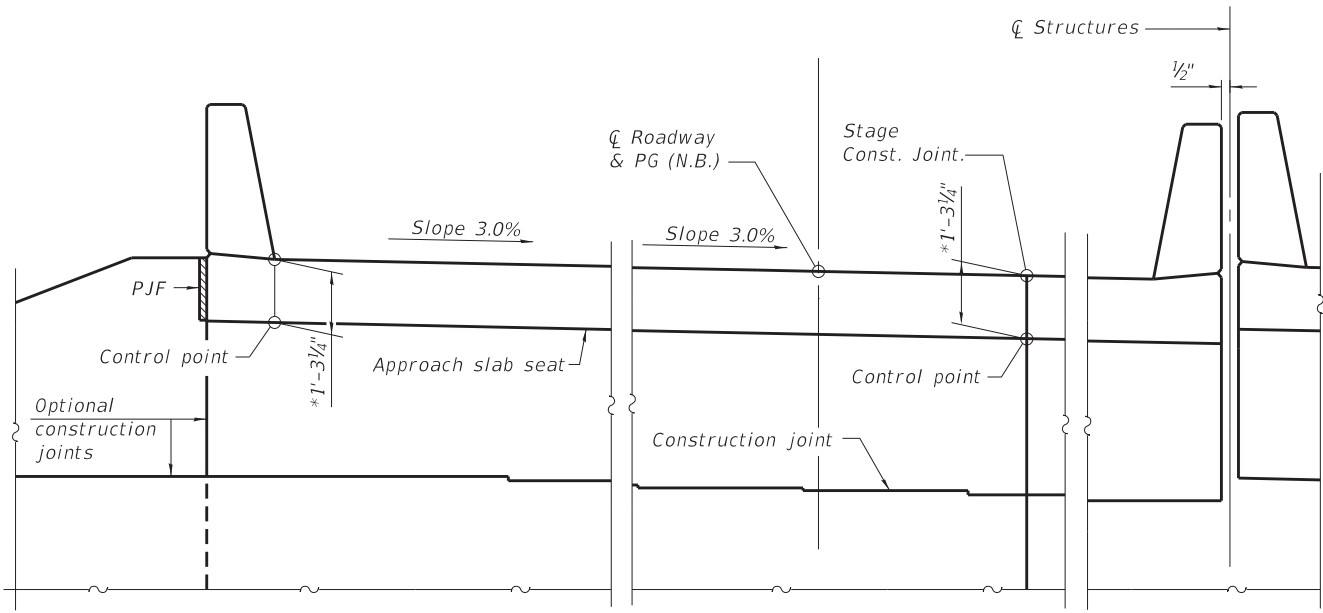 ℄ Structures
½"
℄ Roadway
& PG (N.B.)
Stage
Const. Joint.
Slope 3.0%
Slope 3.0%
*1'-3¼"
PJF
Control point
*1'-3¼"
Approach slab seat
Control point
Optional
construction
joints
Construction joint